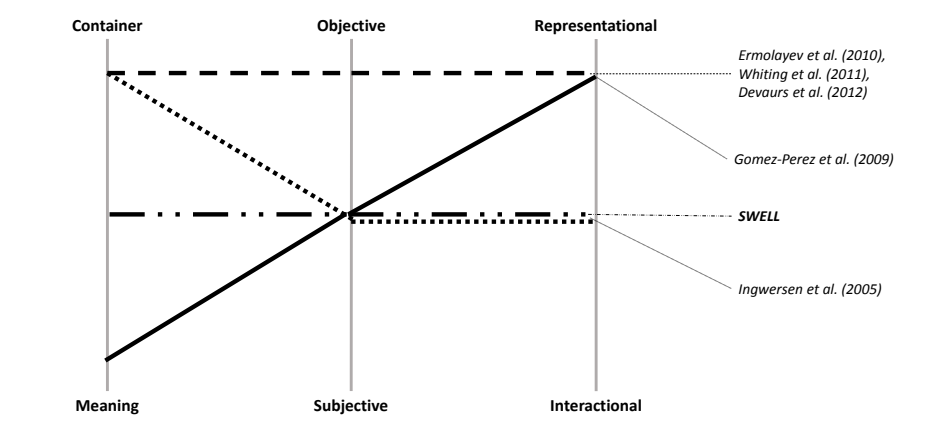 Container
Objective
Representational
Ermolayev et al. (2010),
Whiting et al. (2011),
Devaurs et al. (2012)
Gomez-Perez et al. (2009)
SWELL
Ingwersen et al. (2005)
Meaning
Subjective
Interactional